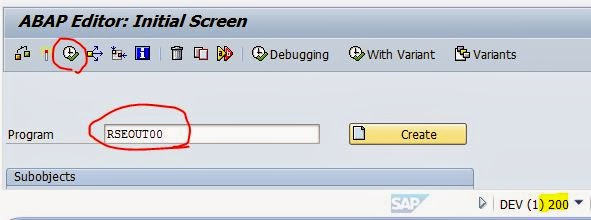 ABAP Editor: Initial Screen
Debugging With Variant Variants
Program RSEOUT00 Create
Subobjects
SAP DEV (1) 200